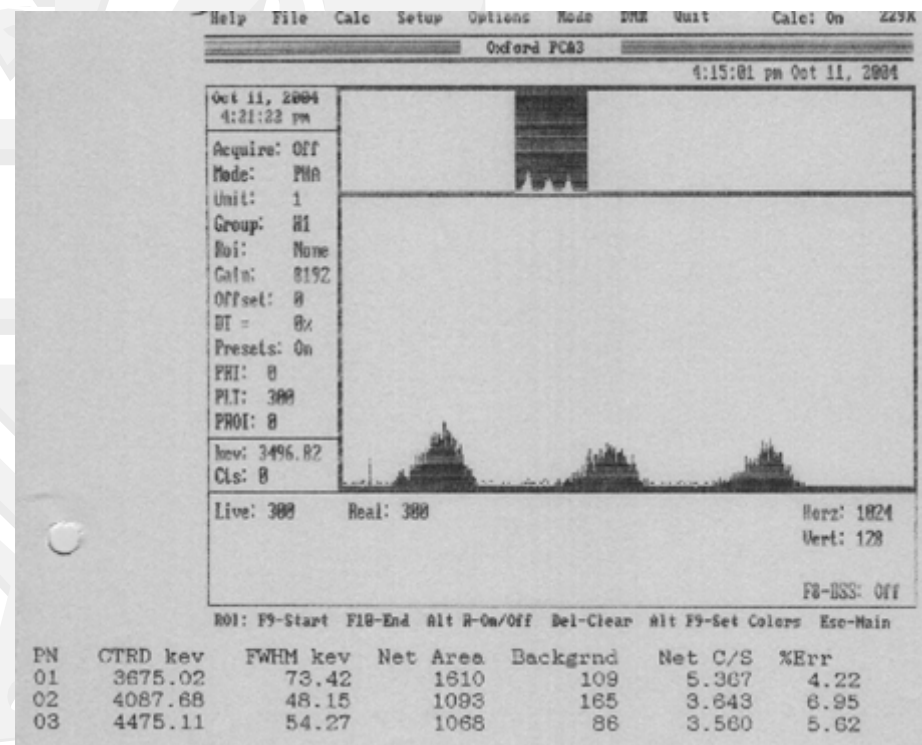 Help File Calc Setup Options Mode DMR Quit Calc: On 229K
Oxford PCA3
4:15:01 pm Oct 11, 2004
Oct 11, 2004
4:21:22 pm
Acquire: Off
Mode: PHA
Unit: 1
Group: H1
Roi: None
Gain: 8192
Offset: 0
DT = 0%
Presets: On
PRI: 0
PLT: 300
PROI: 0
kev: 3496.82
Cts: 0
Live: 300 Real: 300
Horz: 1024
Vert: 128
F8-BSS: Off
ROI: F9-Start F10-End Alt R-On/Off Del-Clear Alt F9-Set Colors Esc-Main
PN CTRD kev FWHM kev Net Area Backgrnd Net C/S %Err
01 3675.02 73.42 1610 109 5.367 4.22
02 4087.68 48.15 1093 165 3.643 6.95
03 4475.11 54.27 1068 86 3.560 5.62